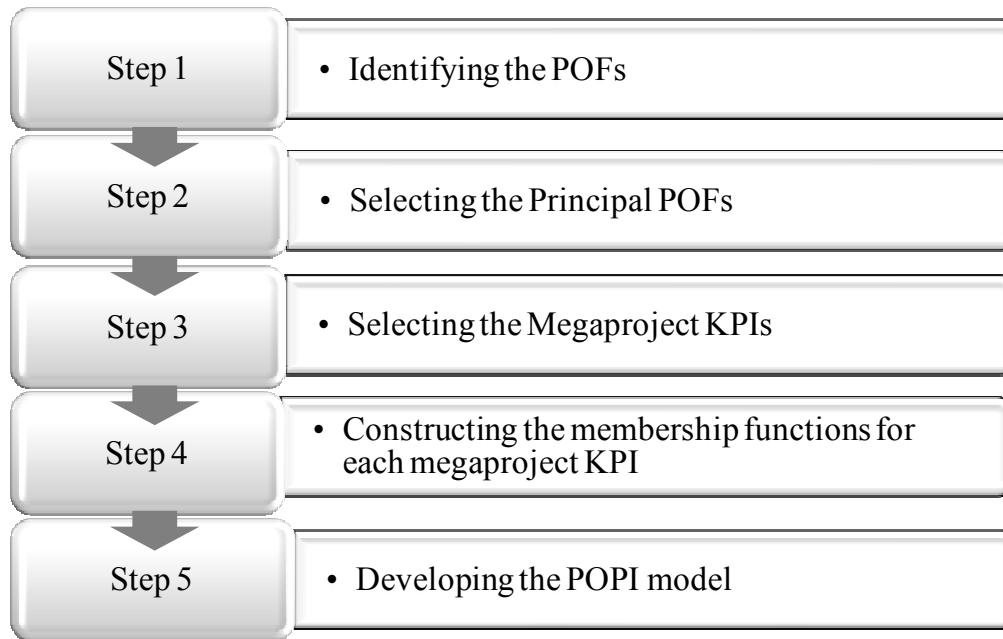 Step 1
• Identifying the POFs
Step 2
• Selecting the Principal POFs
Step 3
• Selecting the Megaproject KPIs
Step 4
• Constructing the membership functions for
each megaproject KPI
Step 5
• Developing the POPI model